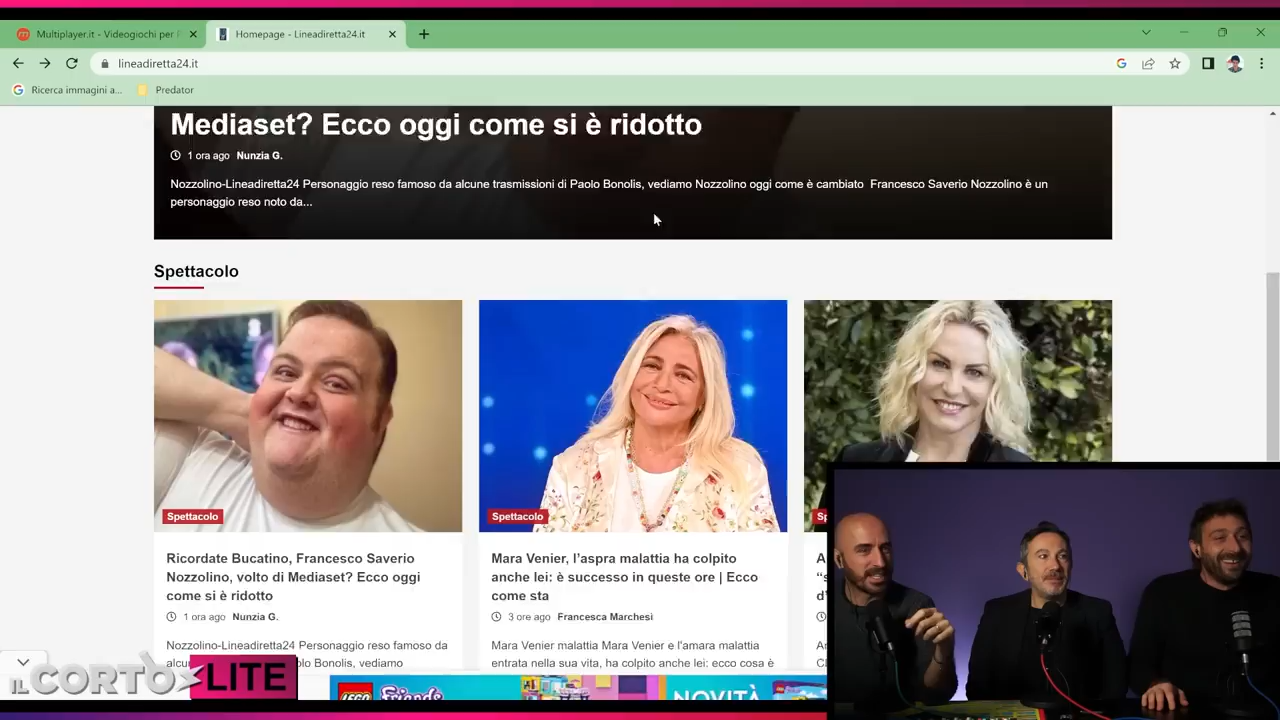 Multiplayer.it - Videogiochi per
Homepage - Lineadiretta24.it
lineadiretta24.it
Ricerca immagini a...
Predator
Mediaset? Ecco oggi come si è ridotto
1 ora ago Nunzia G.
Nozzolino-Lineadiretta24 Personaggio reso famoso da alcune trasmissioni di Paolo Bonolis, vediamo Nozzolino oggi come è cambiato Francesco Saverio Nozzolino è un
personaggio reso noto da...
Spettacolo
Spettacolo
Ricordate Bucatino, Francesco Saverio
Nozzolino, volto di Mediaset? Ecco oggi
come si è ridotto
1 ora ago Nunzia G.
Nozzolino-Lineadiretta24 Personaggio reso famoso da
Bonolis, vediamo
Spettacolo
Mara Venier, l'aspra malattia ha colpito
anche lei: è successo in queste ore | Ecco
come sta
3 ore ago Francesca Marchesi
Mara Venier malattia Mara Venier e l'amara malattia
entrata nella sua vita, ha colpito anche lei: ecco cosa è
IL CORTÒ LITE
LEGO Friends
NOVITÀ